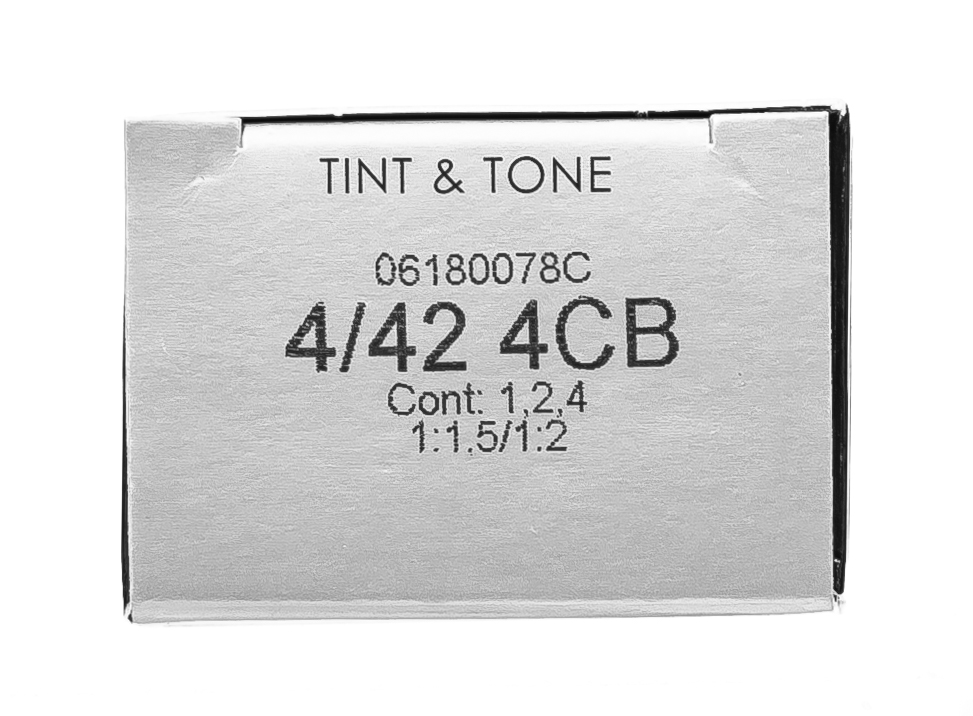 TINT & TONE
06180078C
4/42 4CB
Cont: 1,2,4
1:1.5/1:2